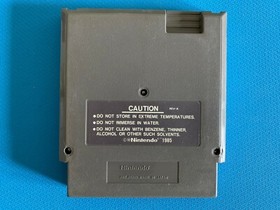 CAUTION
●DO NOT STORE IN EXTREME TEMPERATURES.
●DO NOT IMMERSE IN WATER.
●DO NOT CLEAN WITH BENZENE, THINNER,
ALCOHOL OR OTHER SUCH SOLVENTS.
©Nintendo 1985
Nintendo